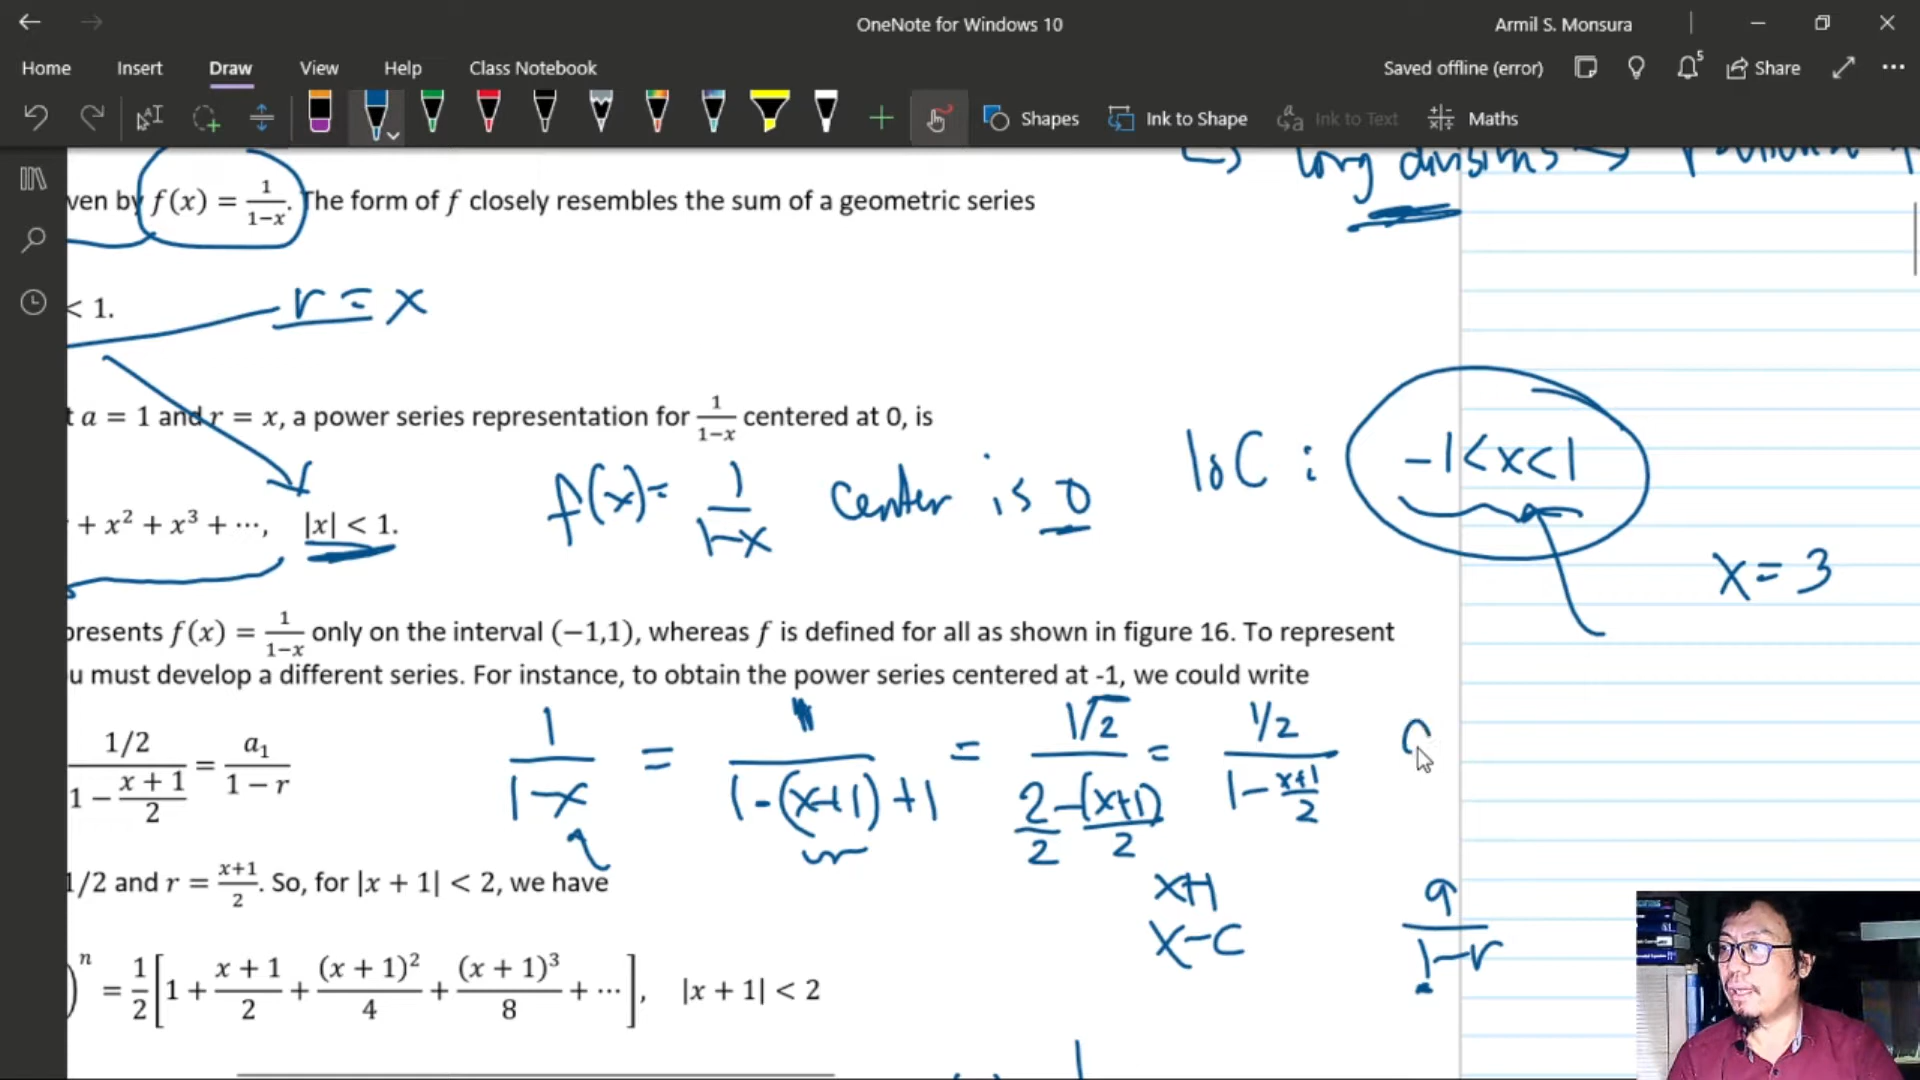 OneNote for Windows 10
Armil S. Monsura
Home Insert Draw View Help Class Notebook
Saved offline (error) 5 Share
Shapes Ink to Shape Ink to Text Maths
↳ long divisions →
ven by f(x) = 1/(1−x). The form of f closely resembles the sum of a geometric series
< 1.
r = x
t a = 1 and r = x, a power series representation for 1/(1−x) centered at 0, is
+ x² + x³ + ⋯, |x| < 1.
f(x) = 1/(1-x) center is 0
IoC : -1<x<1
x = 3
presents f(x) = 1/(1−x) only on the interval (−1,1), whereas f is defined for all as shown in figure 16. To represent
u must develop a different series. For instance, to obtain the power series centered at -1, we could write
(1/2)/(1 − (x + 1)/2) = a₁/(1 − r)
1/(1-x) = 1/(1-(x+1)+1) = (1/2)/(2/2 - (x+1)/2) = (1/2)/(1 - (x+1)/2)
1/2 and r = (x+1)/2. So, for |x + 1| < 2, we have
x+1
x-c
a/(1-r)
)ⁿ = 1/2[1 + (x + 1)/2 + (x + 1)²/4 + (x + 1)³/8 + ⋯], |x + 1| < 2